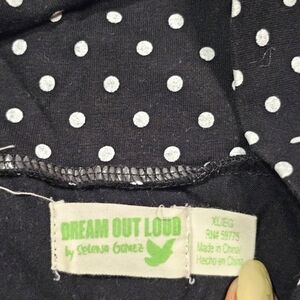 DREAM OUT LOUD
by Selena Gomez
XL/EG
RN# 59775
Made in China/
Hecho en China